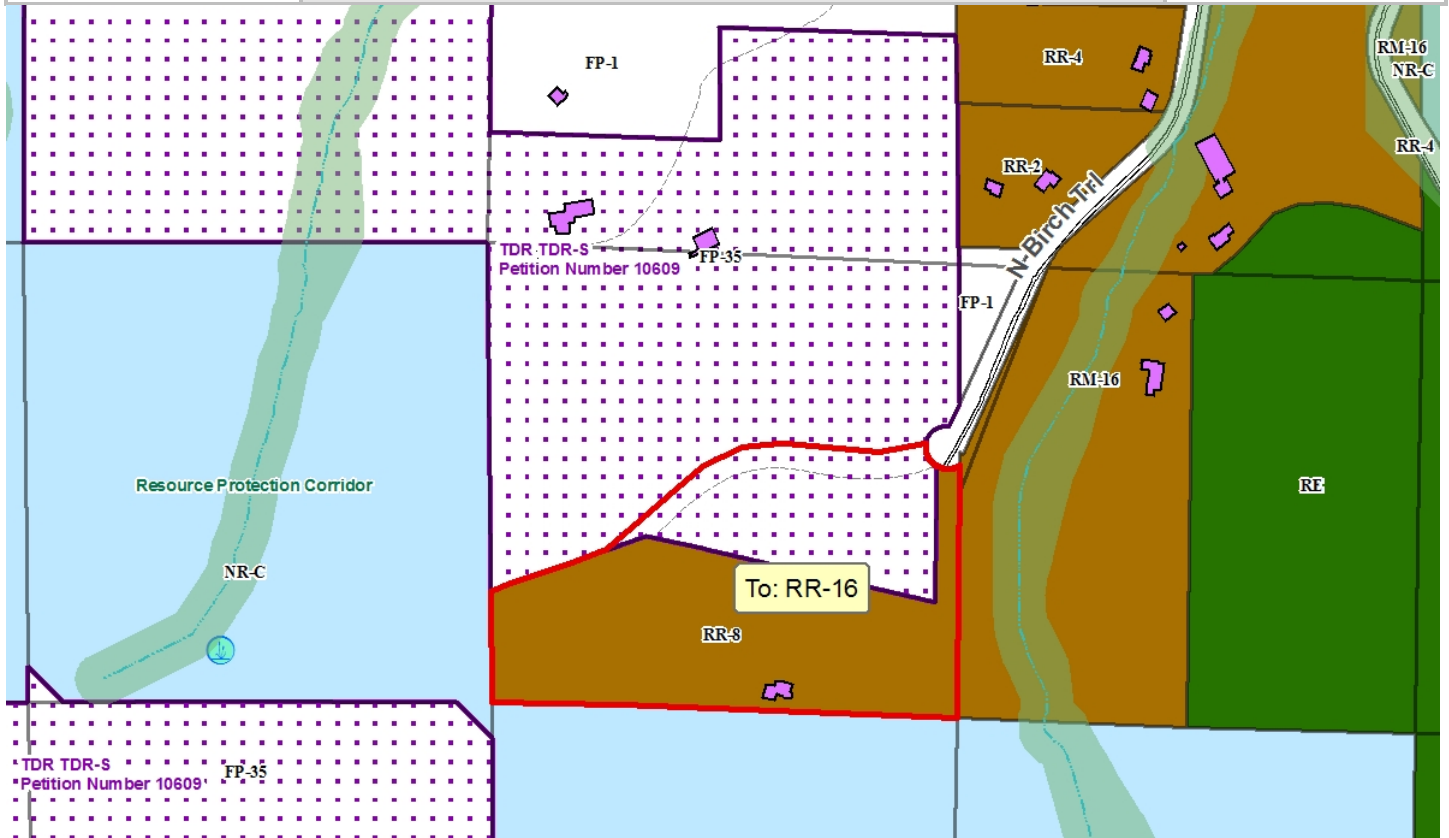 FP-1
RR-4
RM-16
NR-C
RR-4
RR-2
N-Birch-Trl
TDR TDR-S
Petition Number 10609
FP-35
FP-1
RM-16
Resource Protection Corridor
RE
NR-C
To: RR-16
RR-8
TDR TDR-S
Petition Number 10609
FP-35